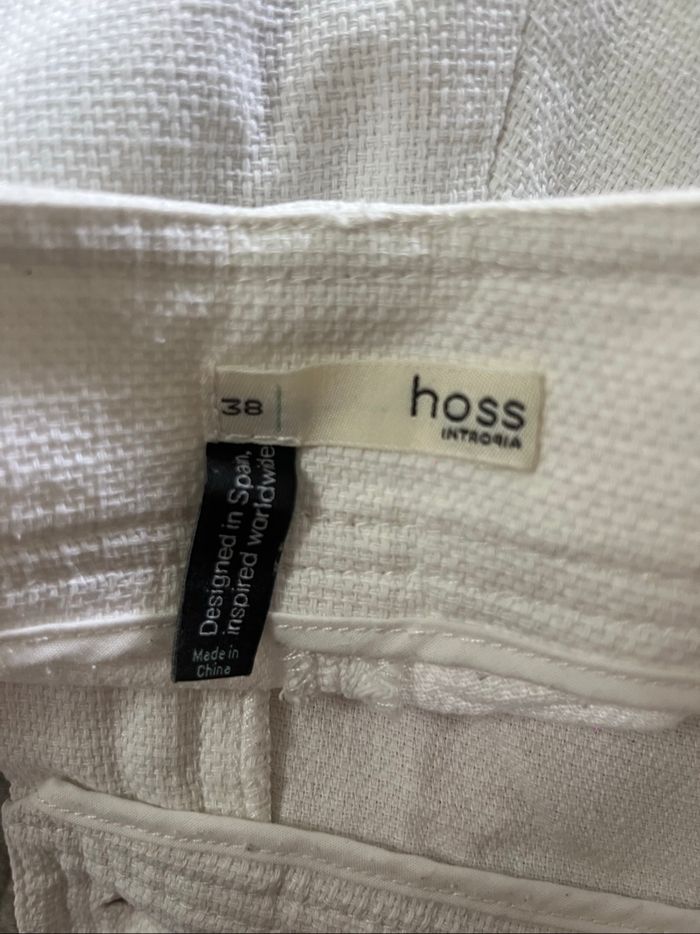 38
hoss
INTROPIA
Designed in Spain,
inspired worldwide
Made in
China